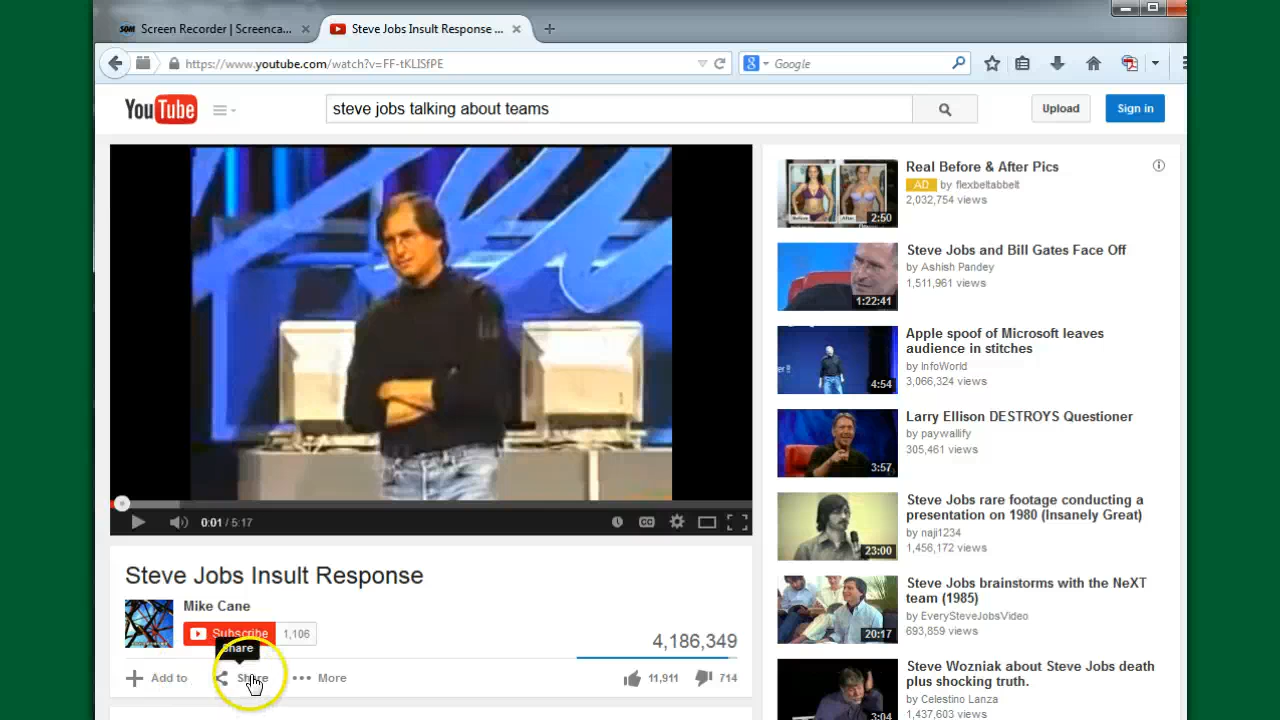 SOM Screen Recorder | Screenca...
Steve Jobs Insult Response ...
https://www.youtube.com/watch?v=FF-tKLISfPE
Google
YouTube
steve jobs talking about teams
Upload
Sign in
Real Before & After Pics
AD by flexbeltabbelt
2,032,754 views
Before
After
2:50
Steve Jobs and Bill Gates Face Off
by Ashish Pandey
1,511,961 views
1:22:41
Apple spoof of Microsoft leaves
audience in stitches
by InfoWorld
3,066,324 views
4:54
Larry Ellison DESTROYS Questioner
by paywallify
305,461 views
3:57
Steve Jobs rare footage conducting a
presentation on 1980 (Insanely Great)
by naji1234
1,456,172 views
23:00
Steve Jobs brainstorms with the NeXT
team (1985)
by EverySteveJobsVideo
693,859 views
20:17
Steve Wozniak about Steve Jobs death
plus shocking truth.
by Celestino Lanza
1,437,603 views
3:04
0:01 / 5:17
CC
Steve Jobs Insult Response
Mike Cane
Subscribe 1,106
Share
4,186,349
Add to
Share
More
11,911
714